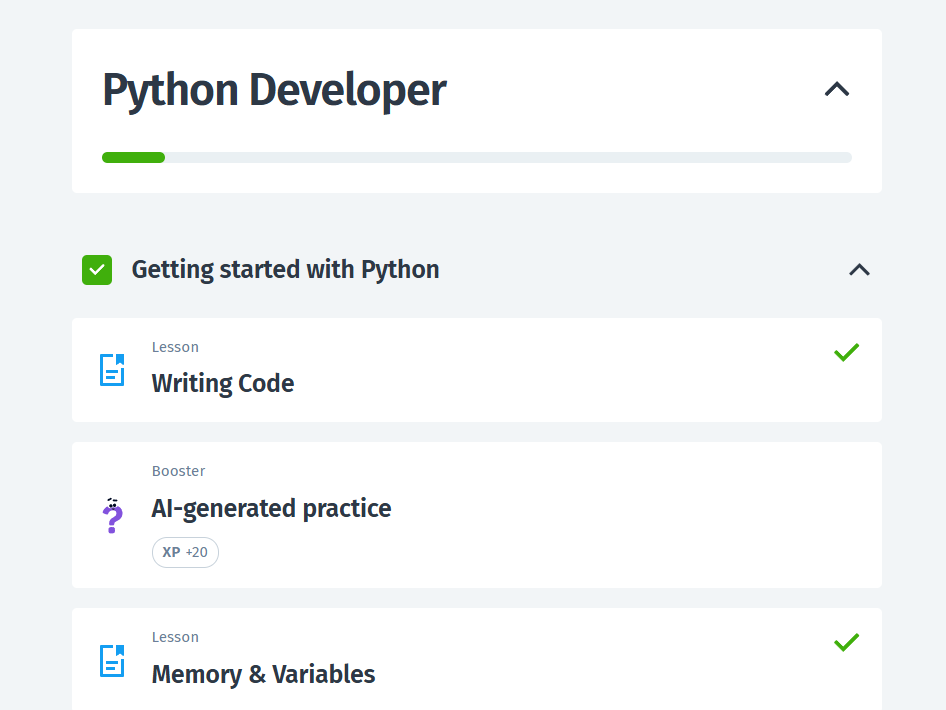 Python Developer
Getting started with Python
Lesson
Writing Code
Booster
AI-generated practice
XP +20
Lesson
Memory & Variables